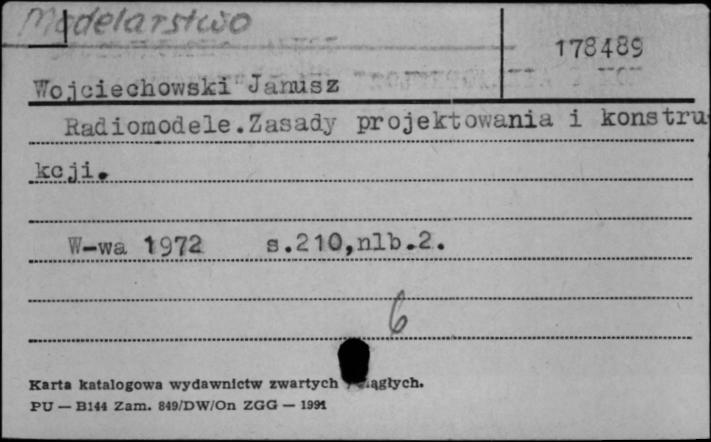 Modelarstwo
178489
Wojciechowski Janusz
Radiomodele.Zasady projektowania i konstru
kcji.
W-wa 1972 s.210,nlb.2.
6
Karta katalogowa wydawnictw zwartych
PU — B144 Zam. 849/DW/On ZGG — 1991